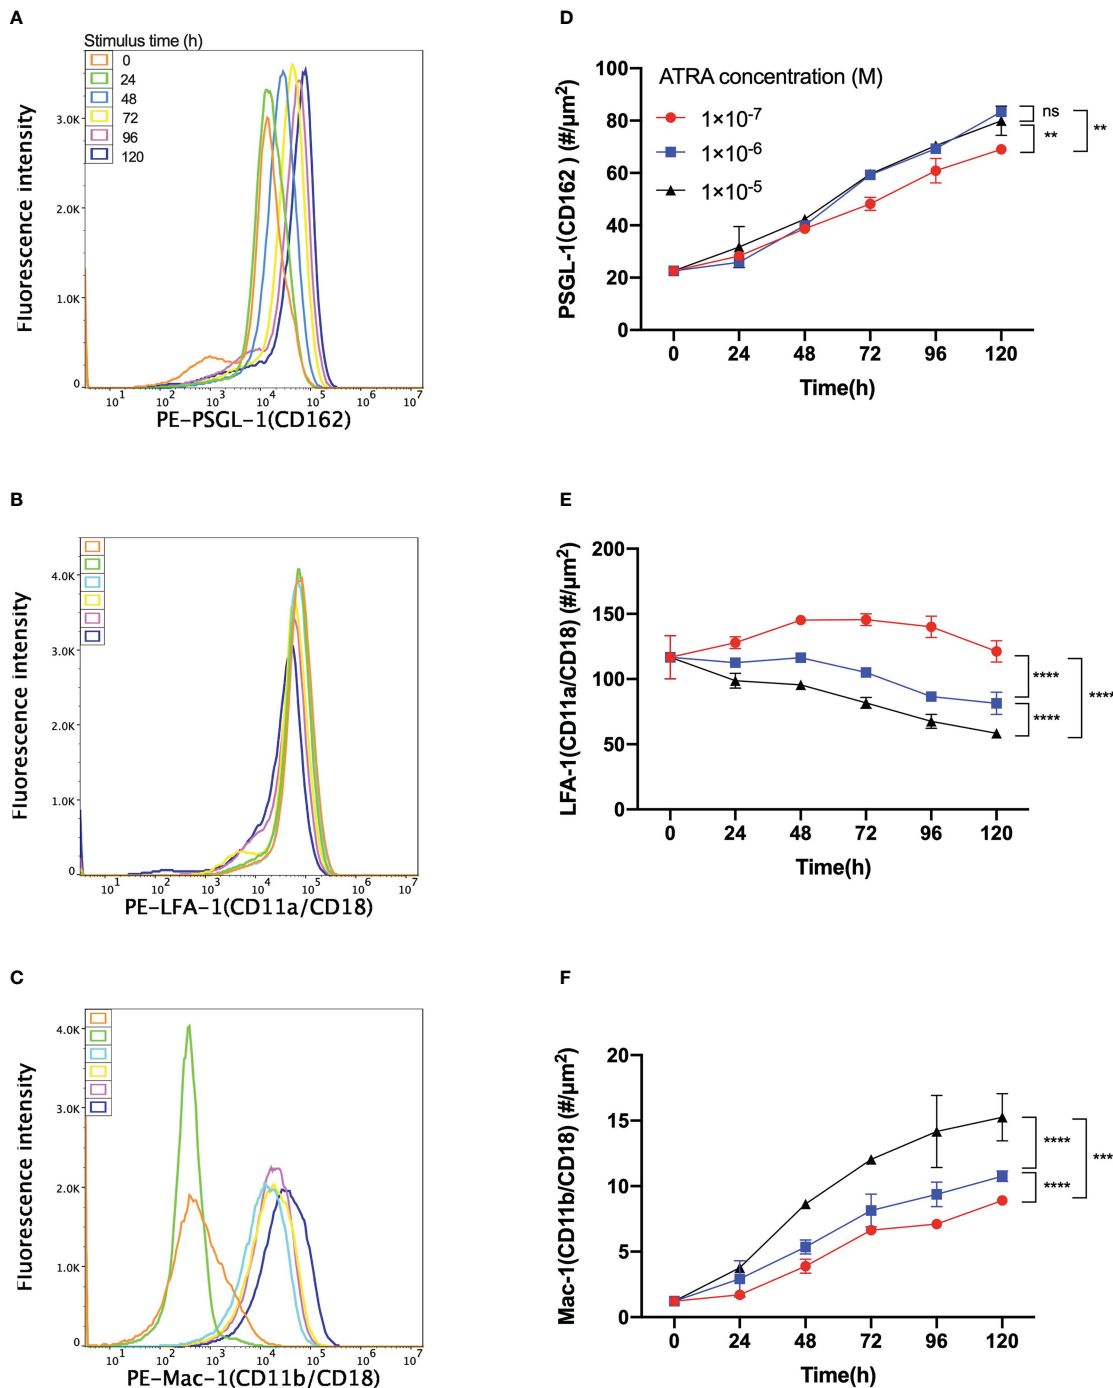 A
Stimulus time (h)
0
24
48
72
96
120
Fluorescence intensity
3.0K
2.0K
1.0K
0
10^1 10^2 10^3 10^4 10^5 10^6 10^7
PE-PSGL-1(CD162)
D
ATRA concentration (M)
1×10^-7
1×10^-6
1×10^-5
PSGL-1(CD162 ) (#/μm²)
100
80
60
40
20
0
0 24 48 72 96 120
Time(h)
ns
**
**
B
Fluorescence intensity
4.0K
3.0K
2.0K
1.0K
0
10^1 10^2 10^3 10^4 10^5 10^6 10^7
PE-LFA-1(CD11a/CD18)
E
LFA-1(CD11a/CD18) (#/μm²)
200
150
100
50
0
0 24 48 72 96 120
Time(h)
****
****
****
C
Fluorescence intensity
4.0K
3.0K
2.0K
1.0K
0
10^1 10^2 10^3 10^4 10^5 10^6 10^7
PE-Mac-1(CD11b/CD18)
F
Mac-1(CD11b/CD18) (#/μm²)
20
15
10
5
0
0 24 48 72 96 120
Time(h)
****
****
***